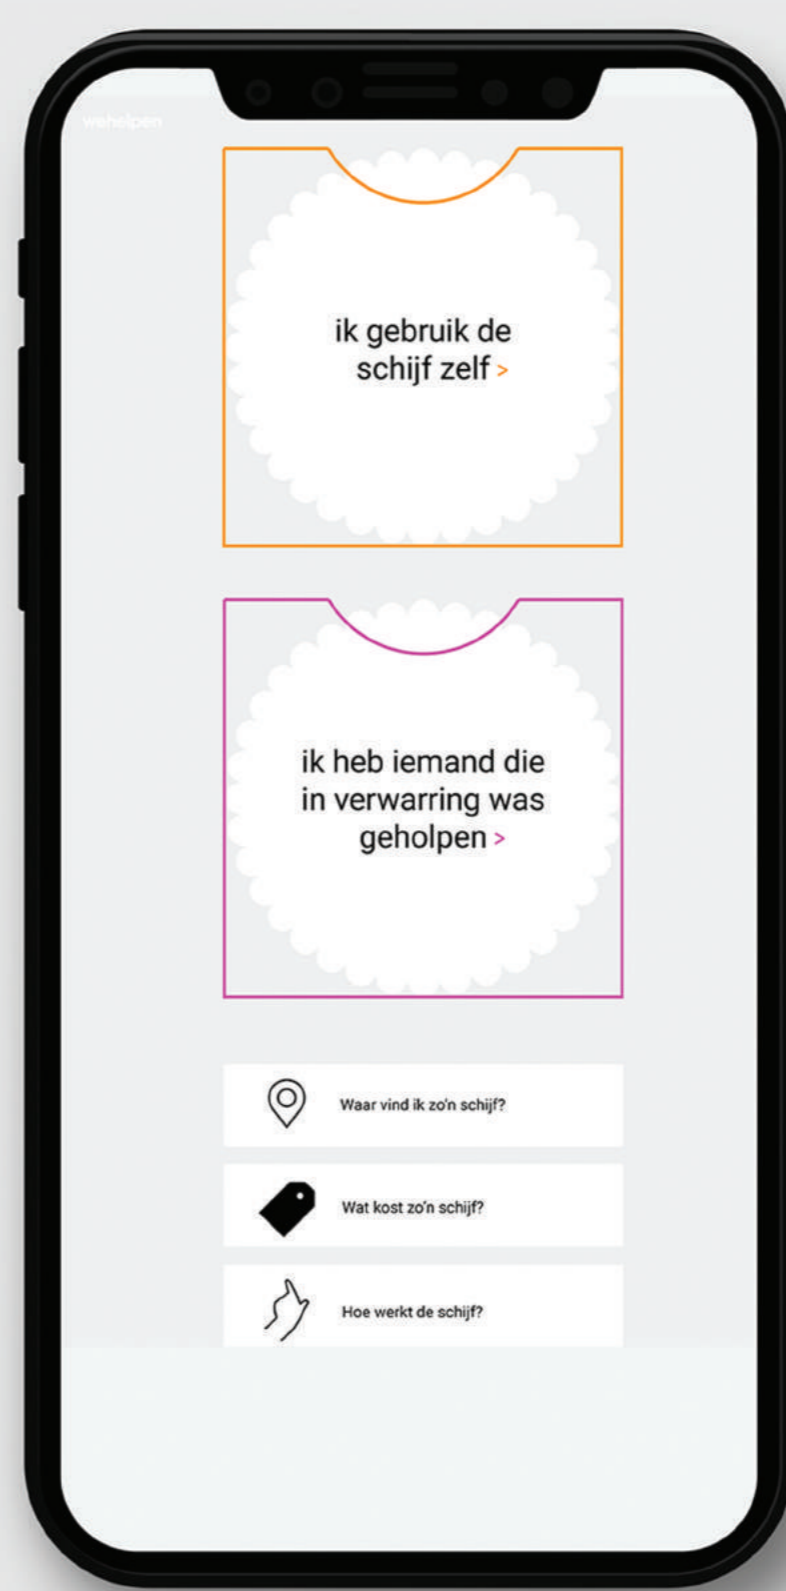 wehelpen
ik gebruik de
schijf zelf >
ik heb iemand die
in verwarring was
geholpen >
Waar vind ik zo'n schijf?
Wat kost zo'n schijf?
Hoe werkt de schijf?